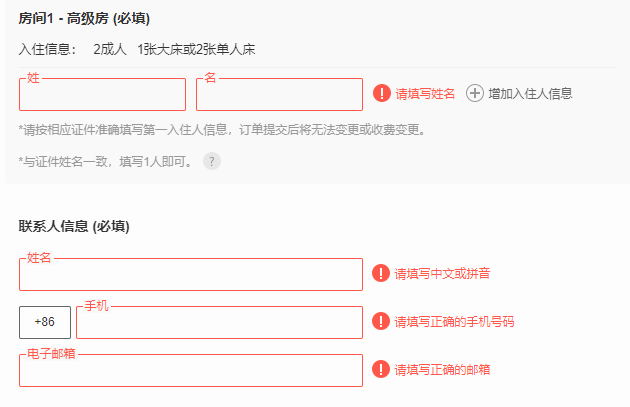 房间1 - 高级房 (必填)
入住信息： 2成人 1张大床或2张单人床
姓 名 请填写姓名 增加入住人信息
*请按相应证件准确填写第一入住人信息，订单提交后将无法变更或收费变更。
*与证件姓名一致，填写1人即可。 ?
联系人信息 (必填)
姓名 请填写中文或拼音
+86 手机 请填写正确的手机号码
电子邮箱 请填写正确的邮箱